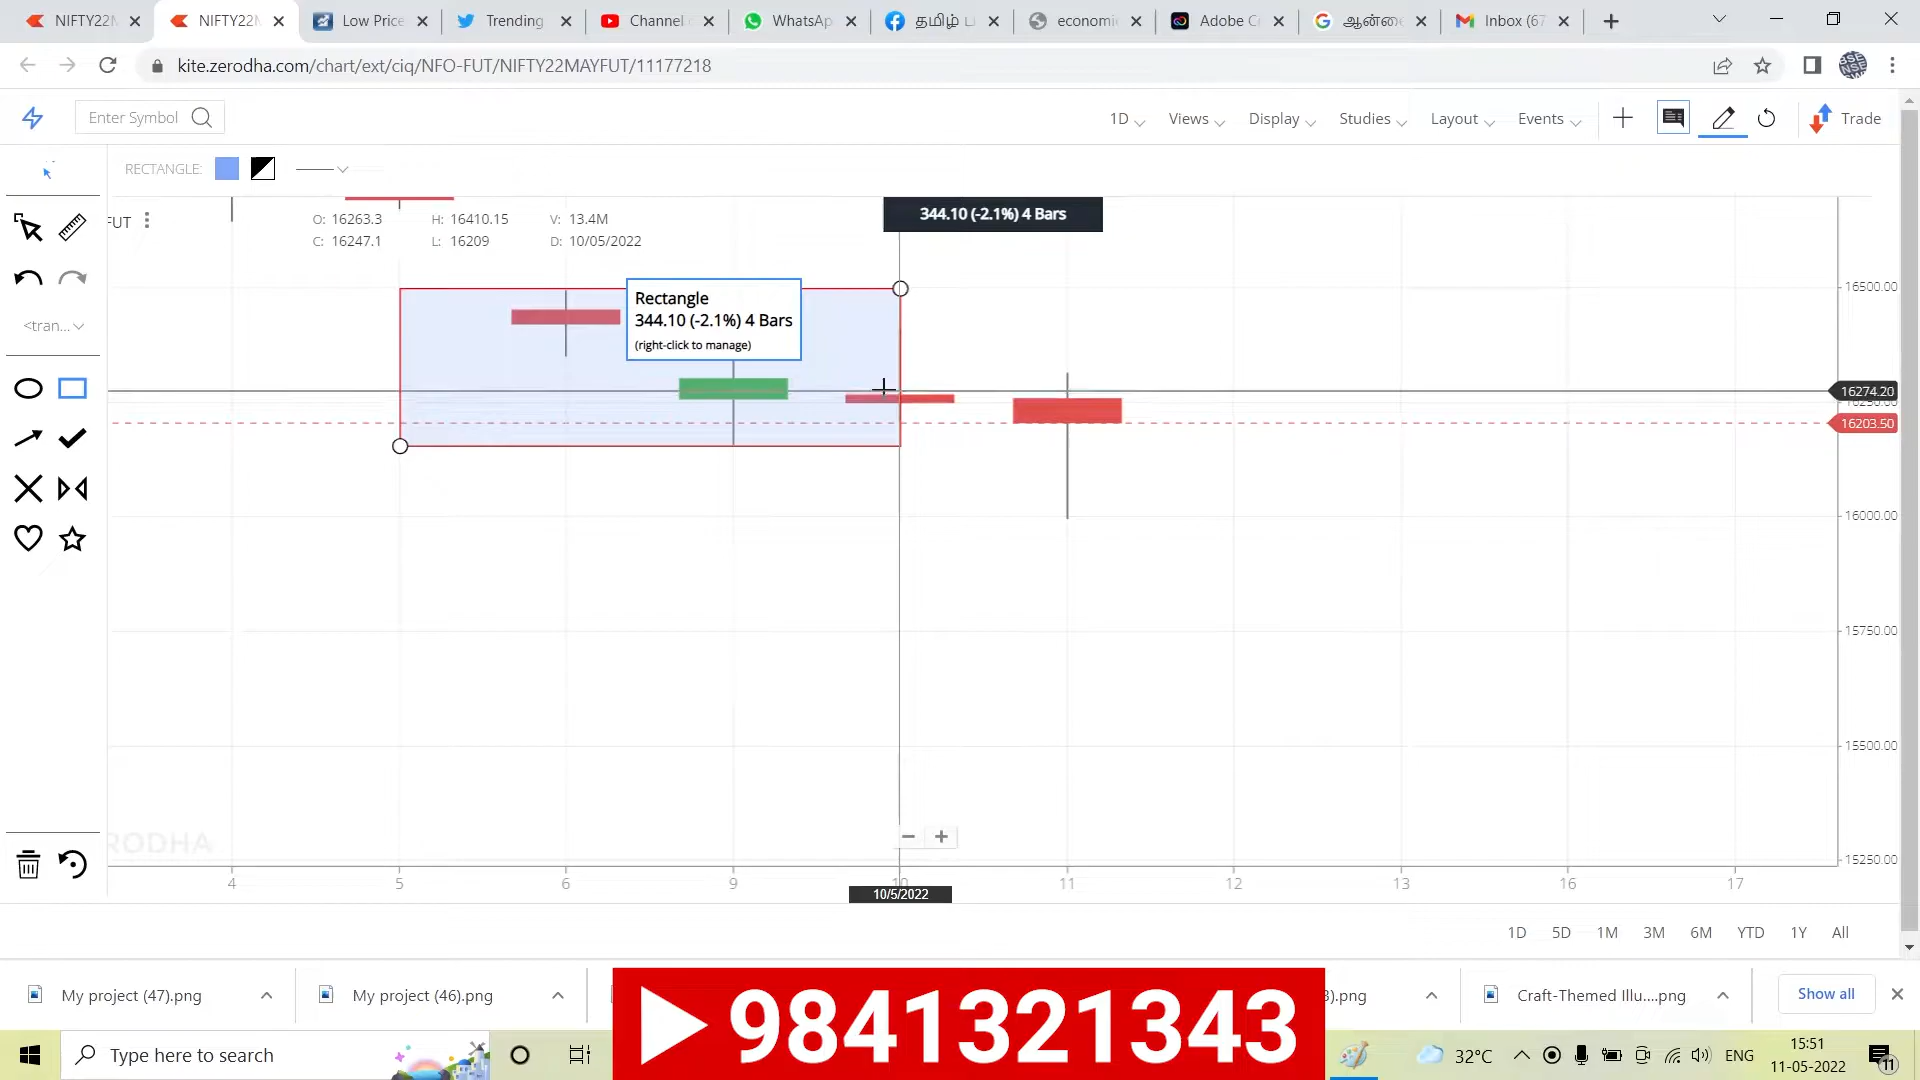 NIFTY22M
NIFTY22M
Low Price
Trending
Channel
WhatsAp
தமிழ்
economi
Adobe C
Inbox (67
kite.zerodha.com/chart/ext/ciq/NFO-FUT/NIFTY22MAYFUT/11177218
Enter Symbol
1D
Views
Display
Studies
Layout
Events
Trade
RECTANGLE:
FUT
O: 16263.3 H: 16410.15 V: 13.4M
C: 16247.1 L: 16209 D: 10/05/2022
344.10 (-2.1%) 4 Bars
Rectangle
344.10 (-2.1%) 4 Bars
(right-click to manage)
<tran...
16500.00
16274.20
16203.50
16000.00
15750.00
15500.00
15250.00
RODHA
4 5 6 9 10 11 12 13 16 17
10/5/2022
1D 5D 1M 3M 6M YTD 1Y All
My project (47).png
My project (46).png
).png
Craft-Themed Illu....png
Show all
9841321343
Type here to search
32°C
ENG
15:51
11-05-2022
11